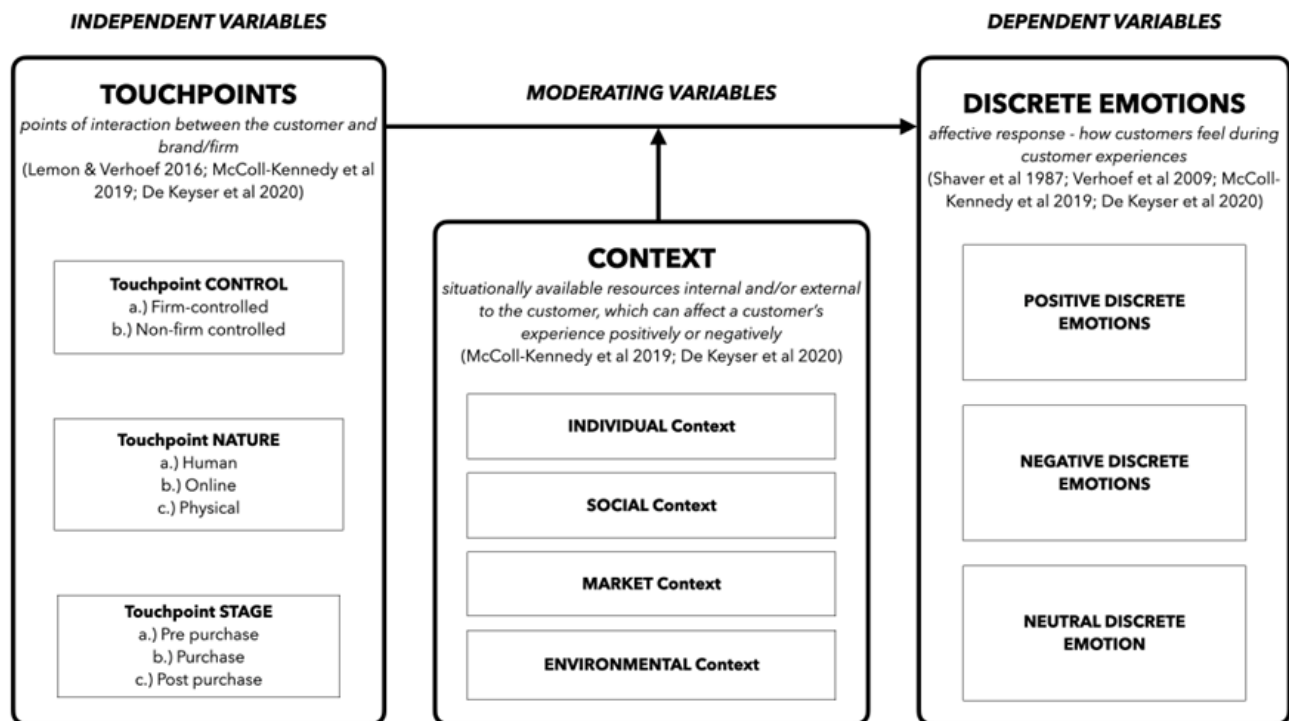 INDEPENDENT VARIABLES
TOUCHPOINTS
points of interaction between the customer and
brand/firm
(Lemon & Verhoef 2016; McColl-Kennedy et al
2019; De Keyser et al 2020)
Touchpoint CONTROL
a.) Firm-controlled
b.) Non-firm controlled
Touchpoint NATURE
a.) Human
b.) Online
c.) Physical
Touchpoint STAGE
a.) Pre purchase
b.) Purchase
c.) Post purchase
MODERATING VARIABLES
CONTEXT
situationally available resources internal and/or external
to the customer, which can affect a customer's
experience positively or negatively
(McColl-Kennedy et al 2019; De Keyser et al 2020)
INDIVIDUAL Context
SOCIAL Context
MARKET Context
ENVIRONMENTAL Context
DEPENDENT VARIABLES
DISCRETE EMOTIONS
affective response - how customers feel during
customer experiences
(Shaver et al 1987; Verhoef et al 2009; McColl-
Kennedy et al 2019; De Keyser et al 2020)
POSITIVE DISCRETE
EMOTIONS
NEGATIVE DISCRETE
EMOTIONS
NEUTRAL DISCRETE
EMOTION